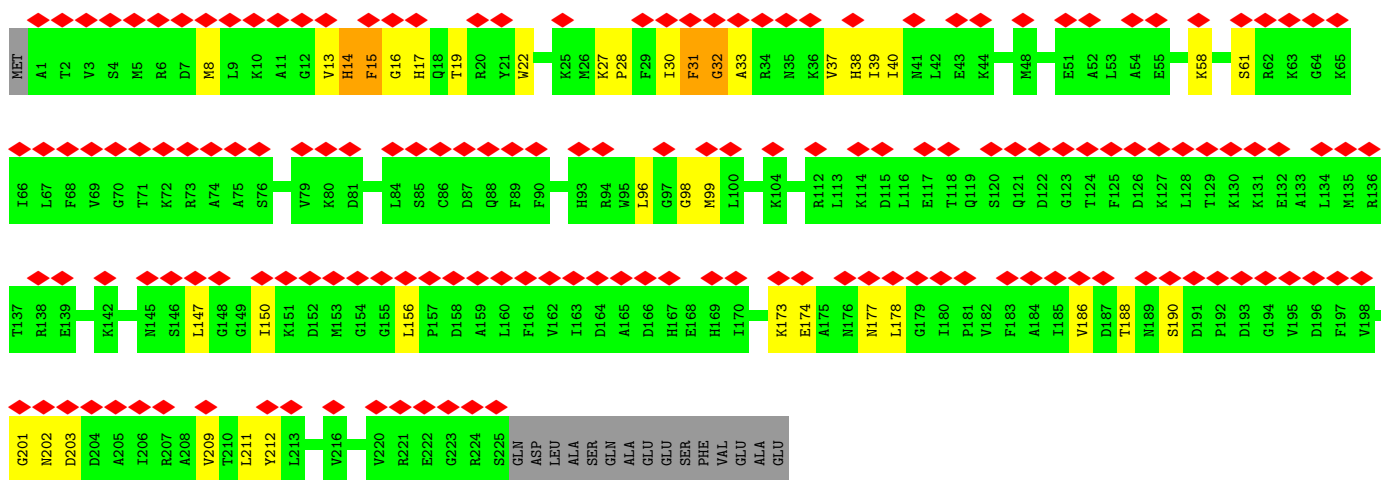 MET A1 T2 V3 S4 M5 R6 D7 M8 L9 K10 A11 G12 V13 H14 F15 G16 H17 Q18 T19 R20 Y21 W22 K25 M26 K27 P28 F29 I30 F31 G32 A33 R34 N35 K36 V37 H38 I39 I40 N41 L42 E43 K44 M48 E51 A52 L53 A54 E55 K58 S61 R62 K63 G64 K65
I66 L67 F68 V69 G70 T71 K72 R73 A74 A75 S76 V79 K80 D81 L84 S85 C86 D87 Q88 F89 F90 H93 R94 W95 L96 G97 G98 M99 L100 K104 R112 L113 K114 D115 L116 E117 T118 Q119 S120 Q121 D122 G123 T124 F125 D126 K127 L128 T129 K130 K131 E132 A133 L134 M135 R136
T137 R138 E139 K142 N145 S146 L147 G148 G149 I150 K151 D152 M153 G154 G155 L156 P157 D158 A159 L160 F161 V162 I163 D164 A165 D166 H167 E168 H169 I170 K173 E174 A175 N176 N177 L178 G179 I180 P181 V182 F183 A184 I185 V186 D187 T188 N189 S190 D191 P192 D193 G194 V195 D196 F197 V198
G201 N202 D203 D204 A205 I206 R207 A208 V209 T210 L211 Y212 L213 V216 V220 R221 E222 G223 R224 S225 GLN ASP LEU ALA SER GLN ALA GLU GLU SER PHE VAL GLU ALA GLU